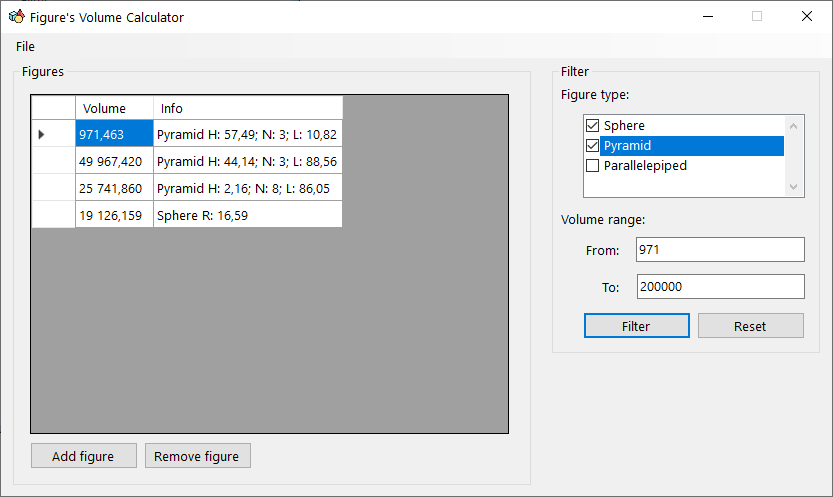 Figure's Volume Calculator
File
Figures
Volume Info
971,463 Pyramid H: 57,49; N: 3; L: 10,82
49 967,420 Pyramid H: 44,14; N: 3; L: 88,56
25 741,860 Pyramid H: 2,16; N: 8; L: 86,05
19 126,159 Sphere R: 16,59
Add figure Remove figure
Filter
Figure type:
Sphere
Pyramid
Parallelepiped
Volume range:
From: 971
To: 200000
Filter Reset